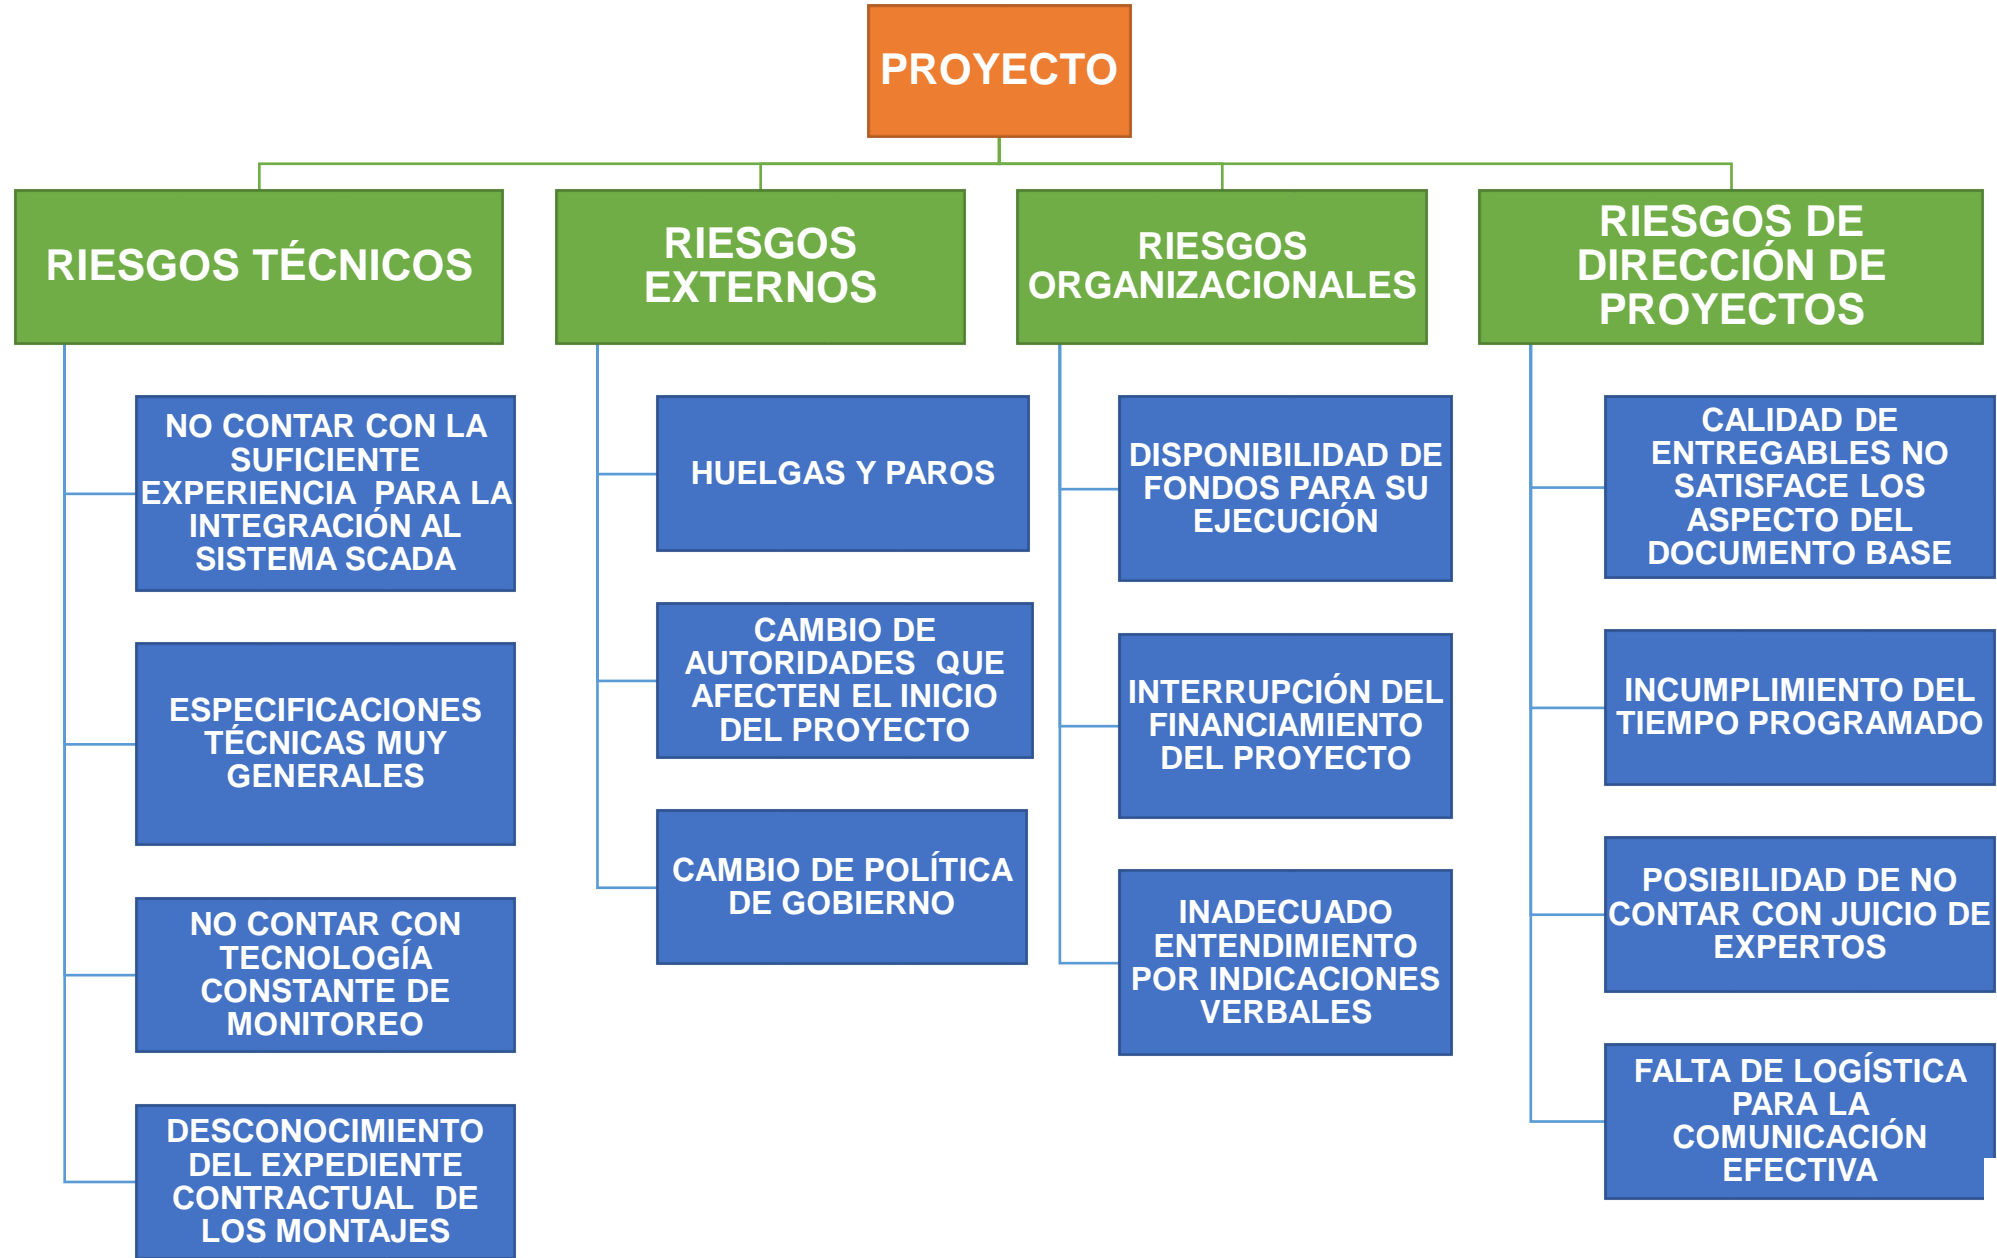 PROYECTO
RIESGOS TÉCNICOS
NO CONTAR CON LA
SUFICIENTE
EXPERIENCIA PARA LA
INTEGRACIÓN AL
SISTEMA SCADA
ESPECIFICACIONES
TÉCNICAS MUY
GENERALES
NO CONTAR CON
TECNOLOGÍA
CONSTANTE DE
MONITOREO
DESCONOCIMIENTO
DEL EXPEDIENTE
CONTRACTUAL DE
LOS MONTAJES
RIESGOS
EXTERNOS
HUELGAS Y PAROS
CAMBIO DE
AUTORIDADES QUE
AFECTEN EL INICIO
DEL PROYECTO
CAMBIO DE POLÍTICA
DE GOBIERNO
RIESGOS
ORGANIZACIONALES
DISPONIBILIDAD DE
FONDOS PARA SU
EJECUCIÓN
INTERRUPCIÓN DEL
FINANCIAMIENTO
DEL PROYECTO
INADECUADO
ENTENDIMIENTO
POR INDICACIONES
VERBALES
RIESGOS DE
DIRECCIÓN DE
PROYECTOS
CALIDAD DE
ENTREGABLES NO
SATISFACE LOS
ASPECTO DEL
DOCUMENTO BASE
INCUMPLIMIENTO DEL
TIEMPO PROGRAMADO
POSIBILIDAD DE NO
CONTAR CON JUICIO DE
EXPERTOS
FALTA DE LOGÍSTICA
PARA LA
COMUNICACIÓN
EFECTIVA